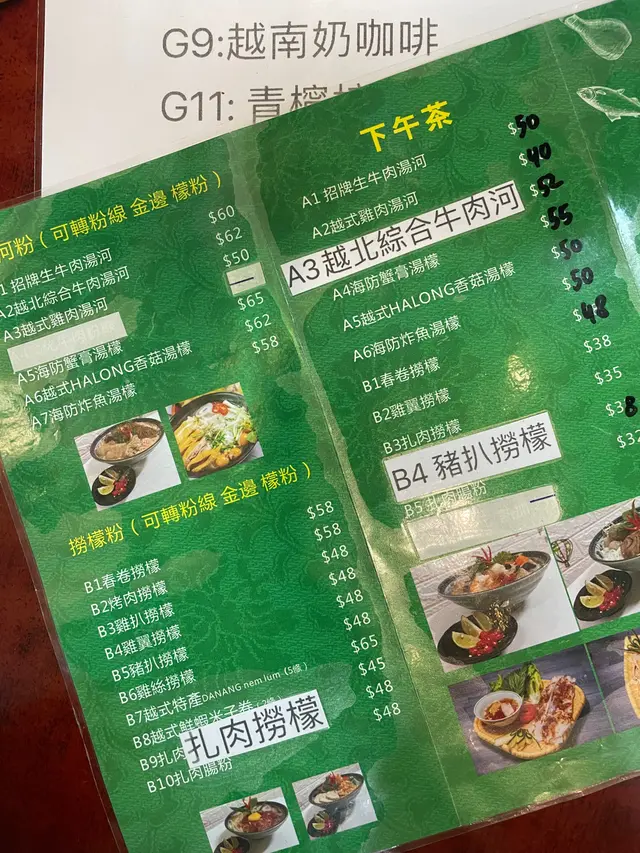 G9:越南奶咖啡
G11: 青檸
河粉 ( 可轉粉線 金邊 檬粉 )
1 招牌生牛肉湯河 $60
A2越北綜合牛肉湯河 $62
A3越式雞肉湯河 $50
A5海防蟹膏湯檬 $65
A6越式HALONG香菇湯檬 $62
A7海防炸魚湯檬 $58
撈檬粉 ( 可轉粉線 金邊 檬粉 )
B1春卷撈檬 $58
B2烤肉撈檬 $58
B3雞扒撈檬 $48
B4雞翼撈檬 $48
B5豬扒撈檬 $48
B6雞絲撈檬 $48
B7越式特產DANANG nem lụm (5條) $65
B8越式鮮蝦米子卷 $45
B9扎肉 扎肉撈檬 $48
B10扎肉腸粉 $48
下午茶
A1 招牌生牛肉湯河 $50
A2越式雞肉湯河 $40
A3越北綜合牛肉河 $52
A4海防蟹膏湯檬 $55
A5越式HALONG香菇湯檬 $50
A6海防炸魚湯檬 $50
B1春卷撈檬 $48
B2雞翼撈檬 $38
B3扎肉撈檬 $35
B4 豬扒撈檬 $38
B5 扎肉腸粉 $32